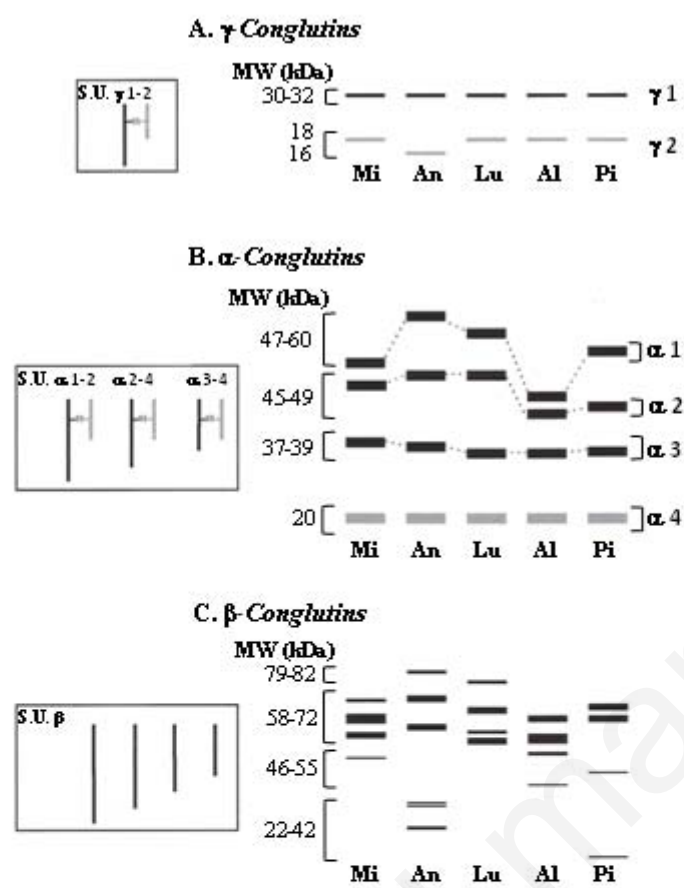 A. γ-Conglutins
MW (kDa)
S.U. γ1-2
30-32
γ1
18
16
γ2
Mi An Lu Al Pi
B. α-Conglutins
MW (kDa)
47-60
α1
S.U. α1-2 α2-4 α3-4
45-49
α2
37-39
α3
20
α4
Mi An Lu Al Pi
C. β-Conglutins
MW (kDa)
79-82
S.U. β
58-72
46-55
22-42
Mi An Lu Al Pi